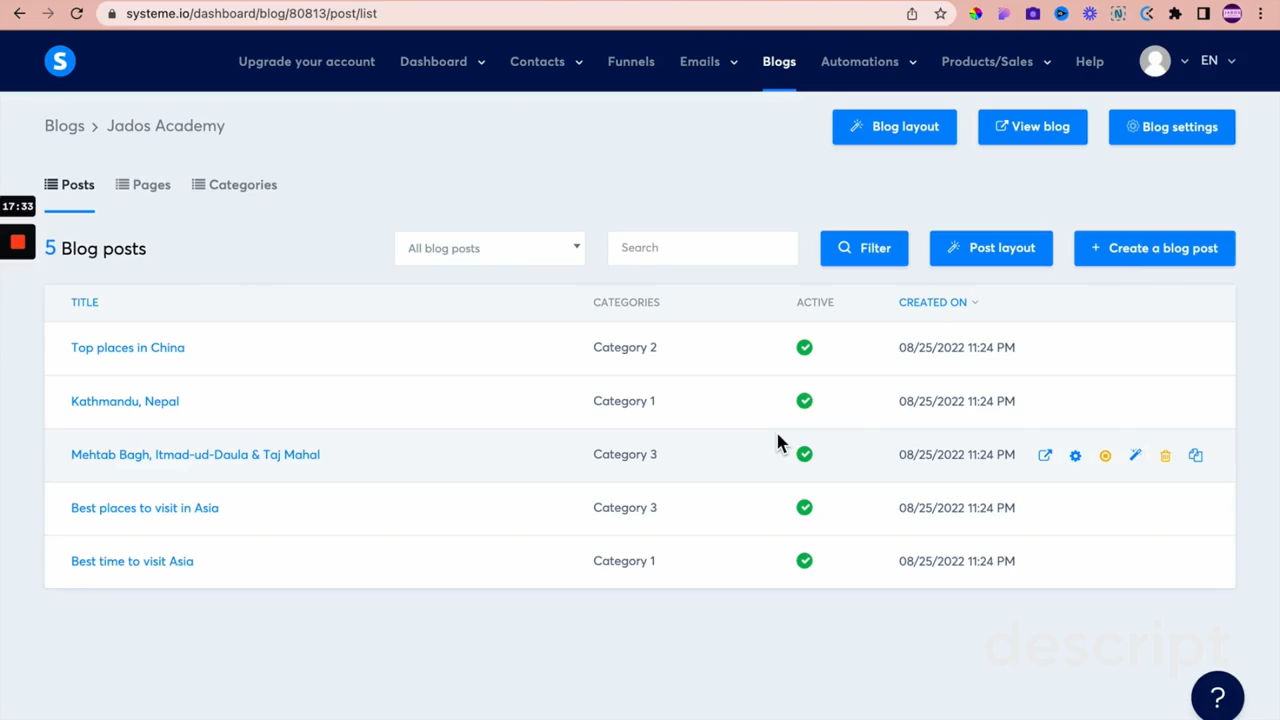 systeme.io/dashboard/blog/80813/post/list
S Upgrade your account Dashboard Contacts Funnels Emails Blogs Automations Products/Sales Help EN
Blogs > Jados Academy Blog layout View blog Blog settings
Posts Pages Categories
17:33
5 Blog posts All blog posts Search Filter Post layout + Create a blog post
TITLE CATEGORIES ACTIVE CREATED ON
Top places in China Category 2 08/25/2022 11:24 PM
Kathmandu, Nepal Category 1 08/25/2022 11:24 PM
Mehtab Bagh, Itmad-ud-Daula & Taj Mahal Category 3 08/25/2022 11:24 PM
Best places to visit in Asia Category 3 08/25/2022 11:24 PM
Best time to visit Asia Category 1 08/25/2022 11:24 PM
descript
?